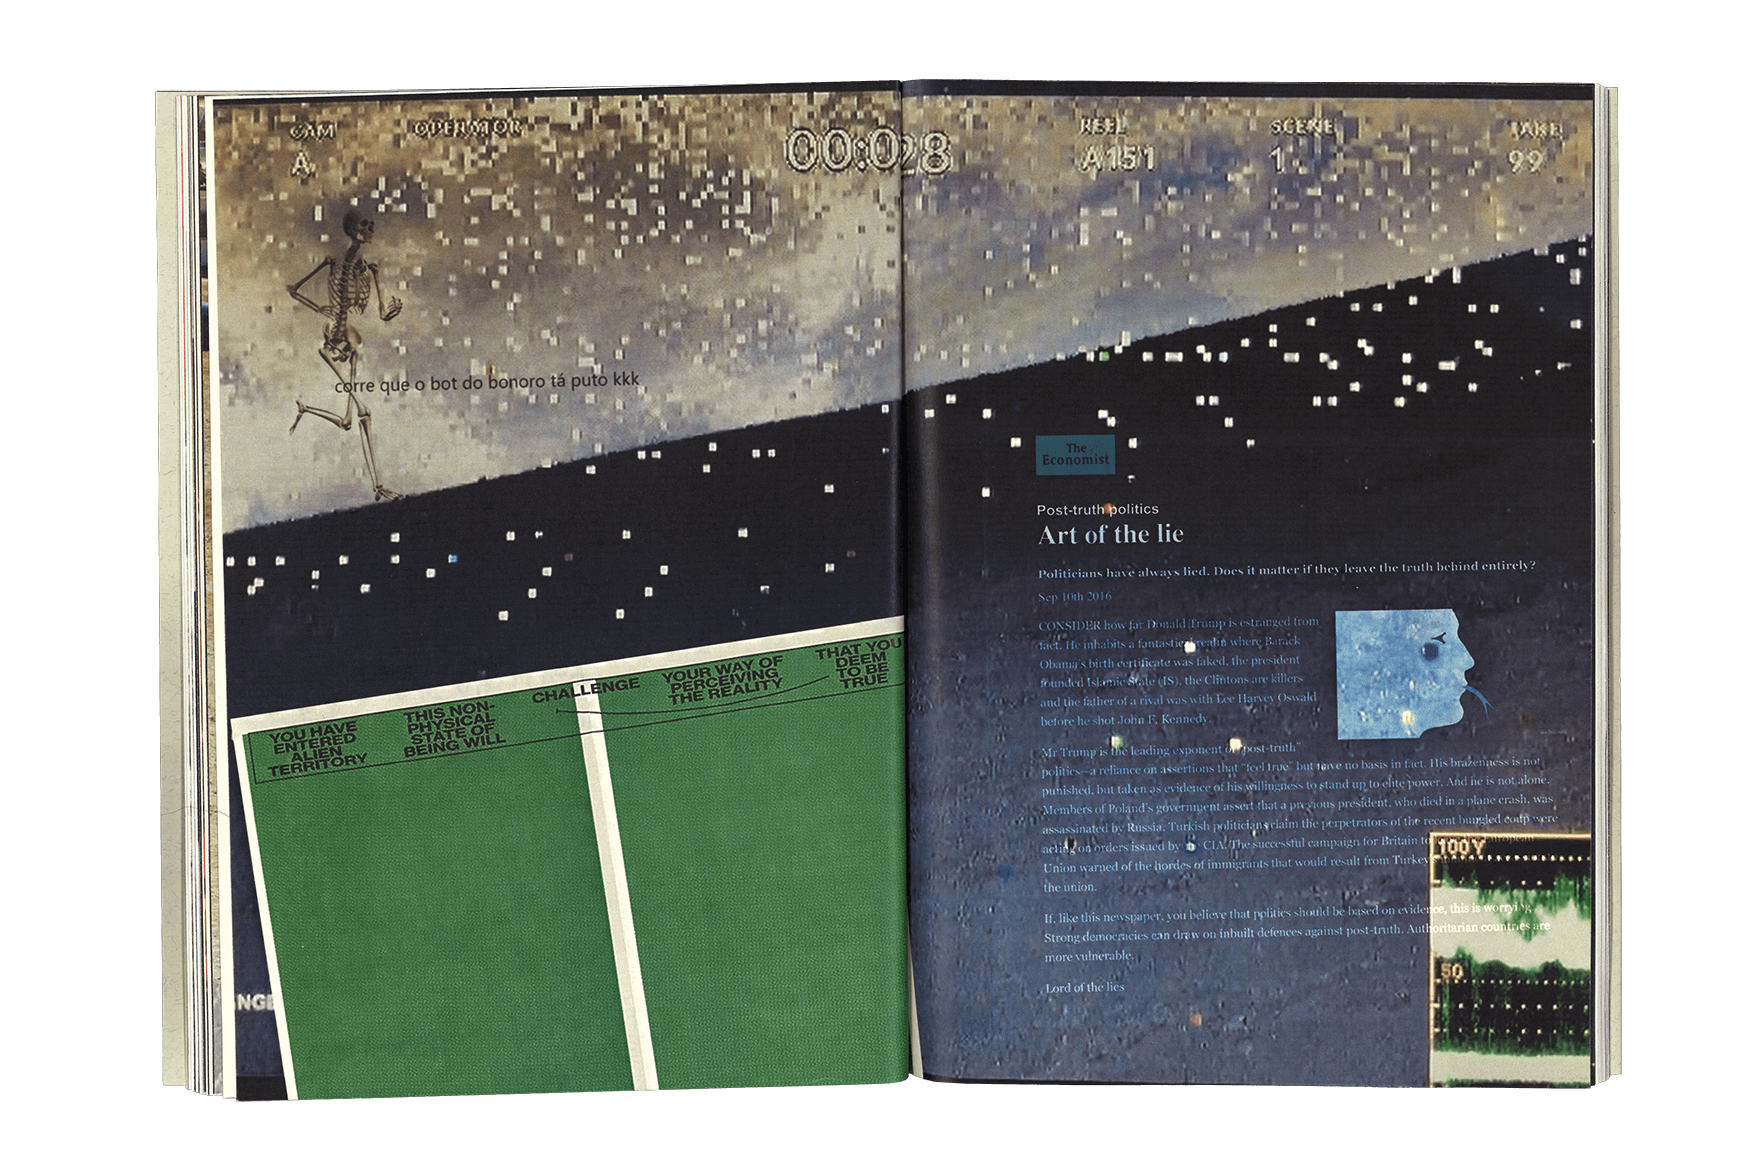 CAM
A
OPERATOR
00:028
REEL
A151
SCENE
1
TAKE
99
corre que o bot do bonoro tá puto kkk
YOU HAVE
ENTERED
ALIEN
TERRITORY
THIS NON-
PHYSICAL
STATE OF
BEING WILL
CHALLENGE
YOUR WAY OF
PERCEIVING
THE REALITY
THAT YOU
DEEM
TO BE
TRUE
NGE
The
Economist
Post-truth politics
Art of the lie
Politicians have always lied. Does it matter if they leave the truth behind entirely?
Sep 10th 2016
CONSIDER how far Donald Trump is estranged from
fact. He inhabits a fantastical realm where Barack
Obama's birth certificate was faked, the president
founded Islamic State (IS), the Clintons are killers
and the father of a rival was with Lee Harvey Oswald
before he shot John F. Kennedy.
Mr Trump is the leading exponent of "post-truth"
politics—a reliance on assertions that "feel true" but have no basis in fact. His brazenness is not
punished, but taken as evidence of his willingness to stand up to elite power. And he is not alone.
Members of Poland's government assert that a previous president, who died in a plane crash, was
assassinated by Russia. Turkish politicians claim the perpetrators of the recent bungled coup were
acting on orders issued by CIA. The successful campaign for Britain to European
Union warned of the hordes of immigrants that would result from Turkey's
the union.
If, like this newspaper, you believe that politics should be based on evidence, this is worrying.
Strong democracies can draw on inbuilt defences against post-truth. Authoritarian countries are
more vulnerable.
Lord of the lies
100Y
50